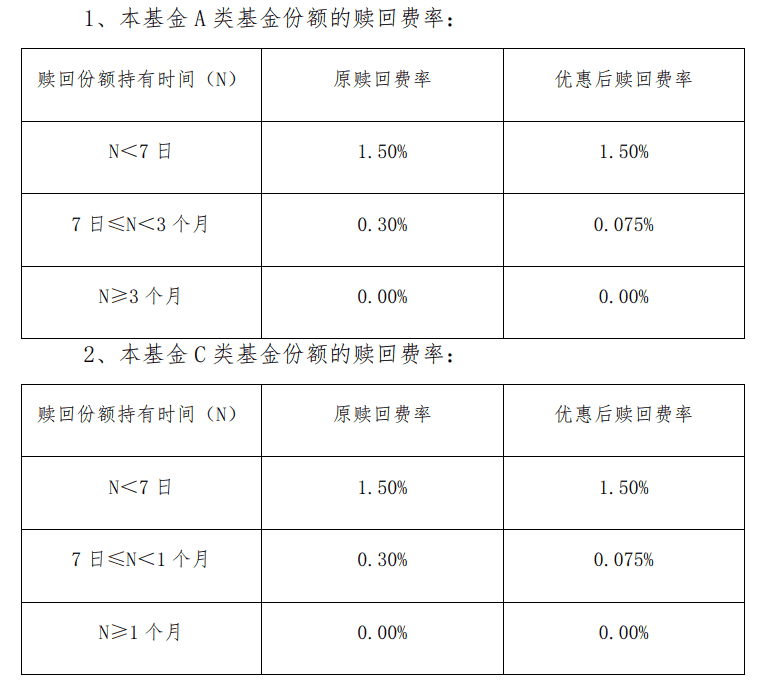 1、本基金 A 类基金份额的赎回费率：
赎回份额持有时间（N） 原赎回费率 优惠后赎回费率
N＜7 日 1.50% 1.50%
7 日≤N＜3 个月 0.30% 0.075%
N≥3 个月 0.00% 0.00%
2、本基金 C 类基金份额的赎回费率：
赎回份额持有时间（N） 原赎回费率 优惠后赎回费率
N＜7 日 1.50% 1.50%
7 日≤N＜1 个月 0.30% 0.075%
N≥1 个月 0.00% 0.00%